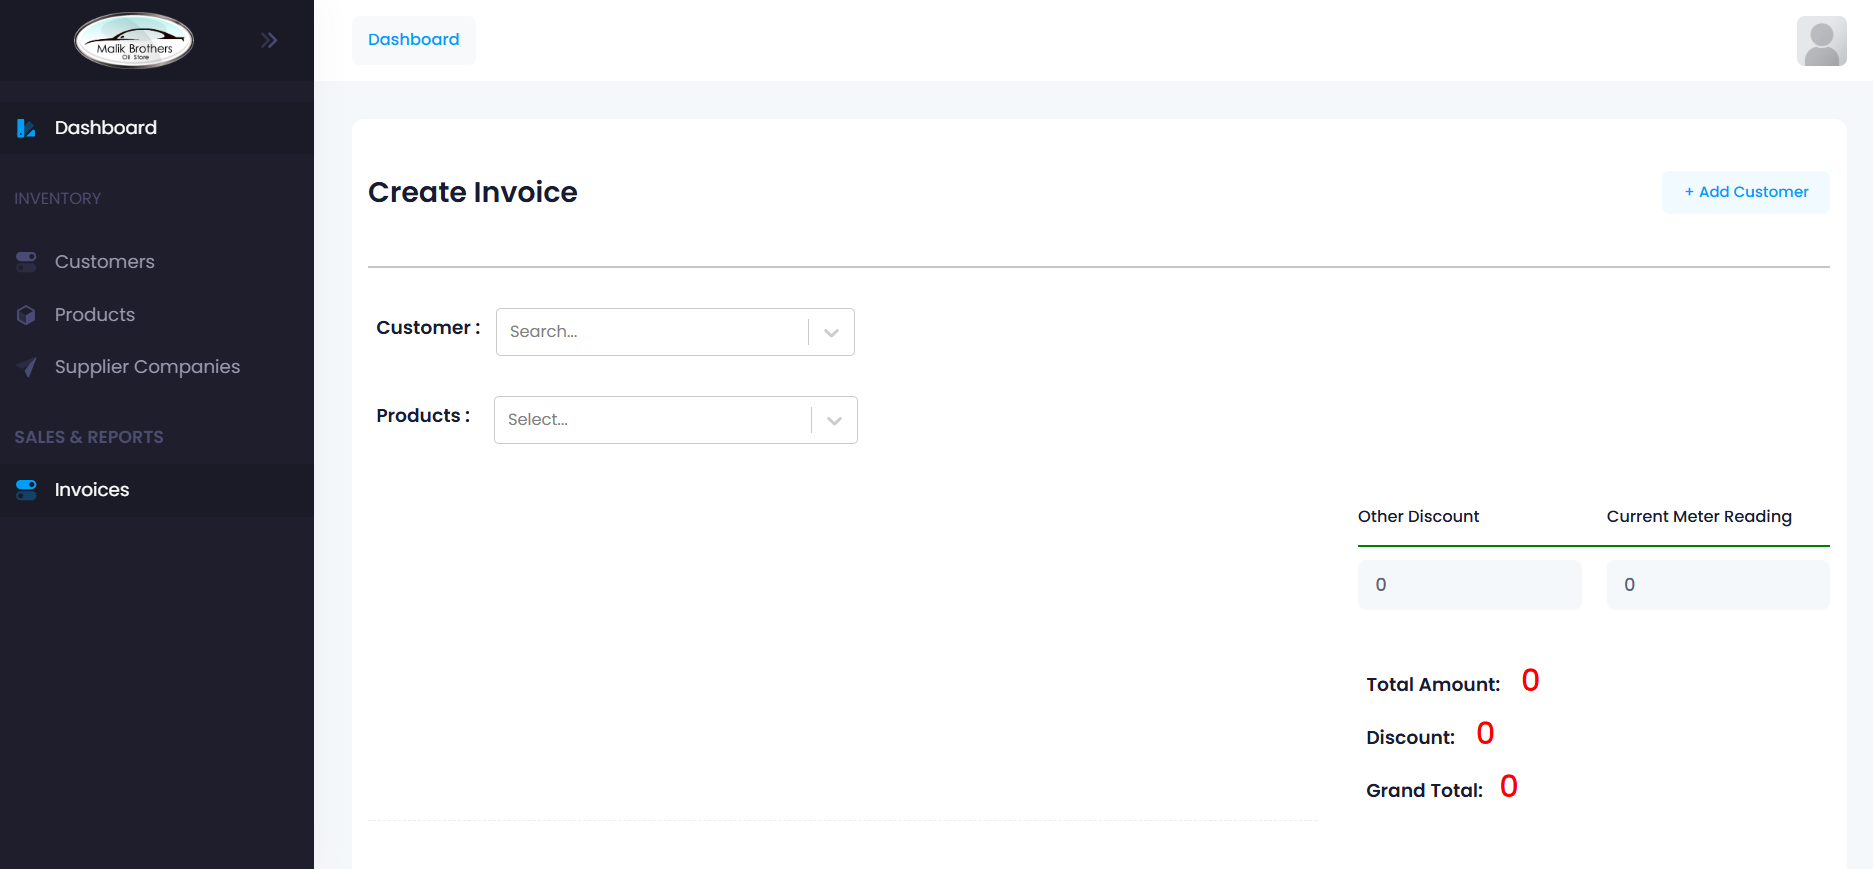 Malik Brothers
Oil Store
Dashboard
Dashboard
INVENTORY
Customers
Products
Supplier Companies
SALES & REPORTS
Invoices
Create Invoice
+ Add Customer
Customer :
Search...
Products :
Select...
Other Discount
Current Meter Reading
0
0
Total Amount: 0
Discount: 0
Grand Total: 0